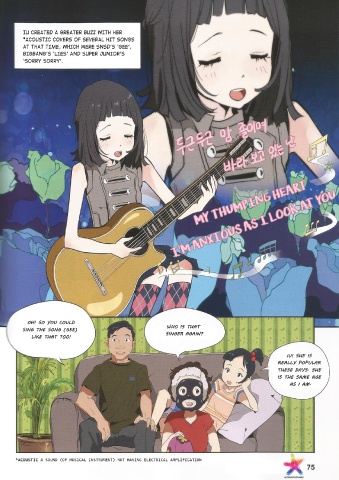 IU CREATED A GREATER BUZZ WITH HER
*ACOUSTIC COVERS OF SEVERAL HIT SONGS
AT THAT TIME, WHICH WERE SNSD'S 'GEE',
BIGBANG'S 'LIES' AND SUPER JUNIOR'S
'SORRY SORRY'.
두근두근 맘 졸이며
바라 보고 있는 난
MY THUMPING HEART
I'M ANXIOUS AS I LOOK AT YOU
OH! SO YOU COULD
SING THE SONG (GEE)
LIKE THAT TOO!
WHO IS THAT
SINGER AGAIN?
IU! SHE IS
REALLY POPULAR
THESE DAYS. SHE
IS THE SAME AGE
AS I AM.
*ACOUSTIC A SOUND (OF MUSICAL INSTRUMENT) NOT HAVING ELECTRICAL AMPLIFICATION
75